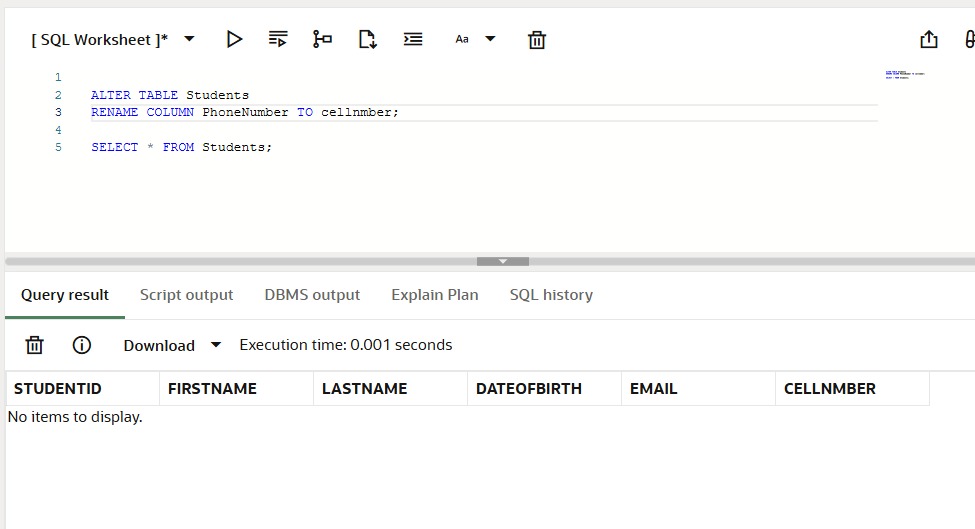 [ SQL Worksheet ]* Aa
1
2 ALTER TABLE Students
3 RENAME COLUMN PhoneNumber TO cellnmber;
4
5 SELECT * FROM Students;
Query result Script output DBMS output Explain Plan SQL history
Download Execution time: 0.001 seconds
STUDENTID FIRSTNAME LASTNAME DATEOFBIRTH EMAIL CELLNMBER
No items to display.